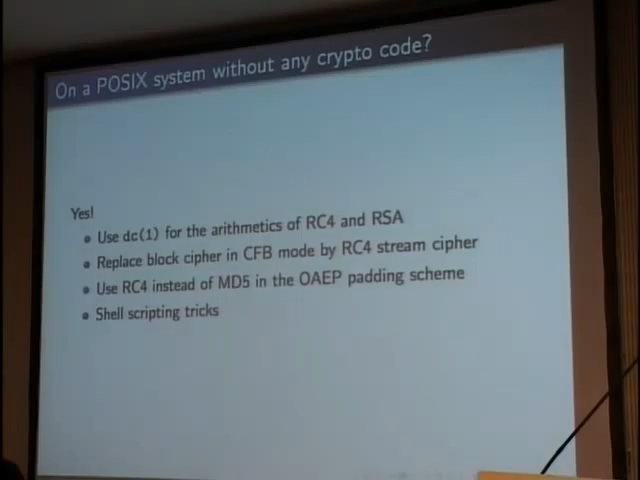 On a POSIX system without any crypto code?
Yes!
Use dc(1) for the arithmetics of RC4 and RSA
Replace block cipher in CFB mode by RC4 stream cipher
Use RC4 instead of MD5 in the OAEP padding scheme
Shell scripting tricks